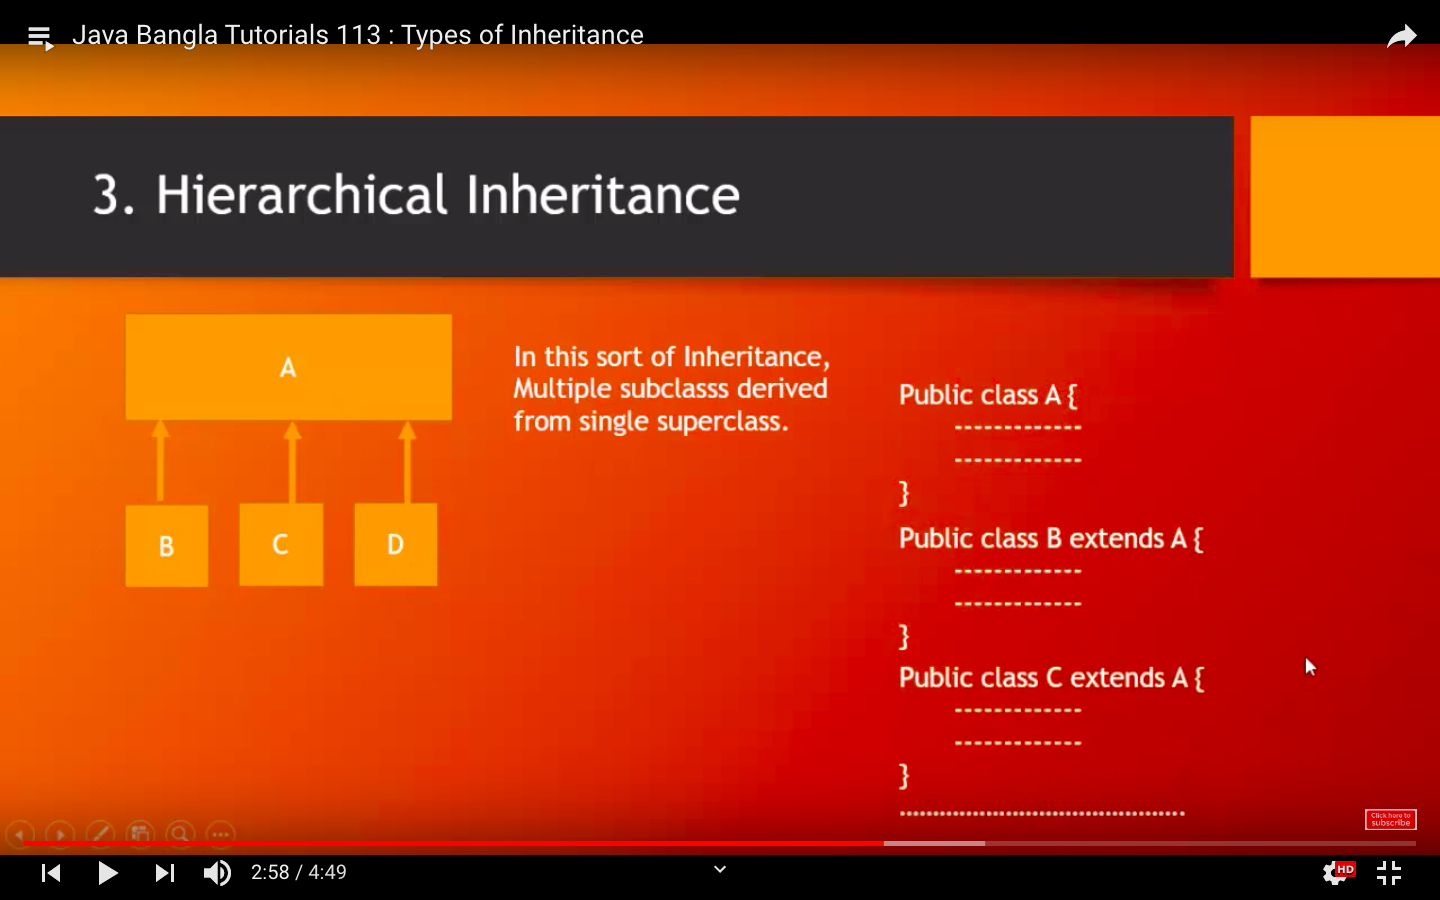 Java Bangla Tutorials 113 : Types of Inheritance
3. Hierarchical Inheritance
A
B
C
D
In this sort of Inheritance,
Multiple subclasss derived
from single superclass.
Public class A {
-------------
-------------
}
Public class B extends A {
-------------
-------------
}
Public class C extends A {
-------------
-------------
}
.........................................
Click here to
subscribe
2:58 / 4:49
HD